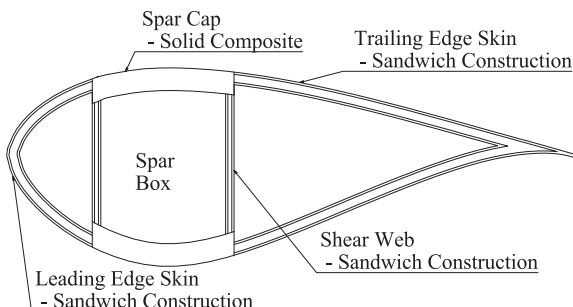 Spar Cap
- Solid Composite
Trailing Edge Skin
- Sandwich Construction
Spar
Box
Shear Web
- Sandwich Construction
Leading Edge Skin
- Sandwich Construction